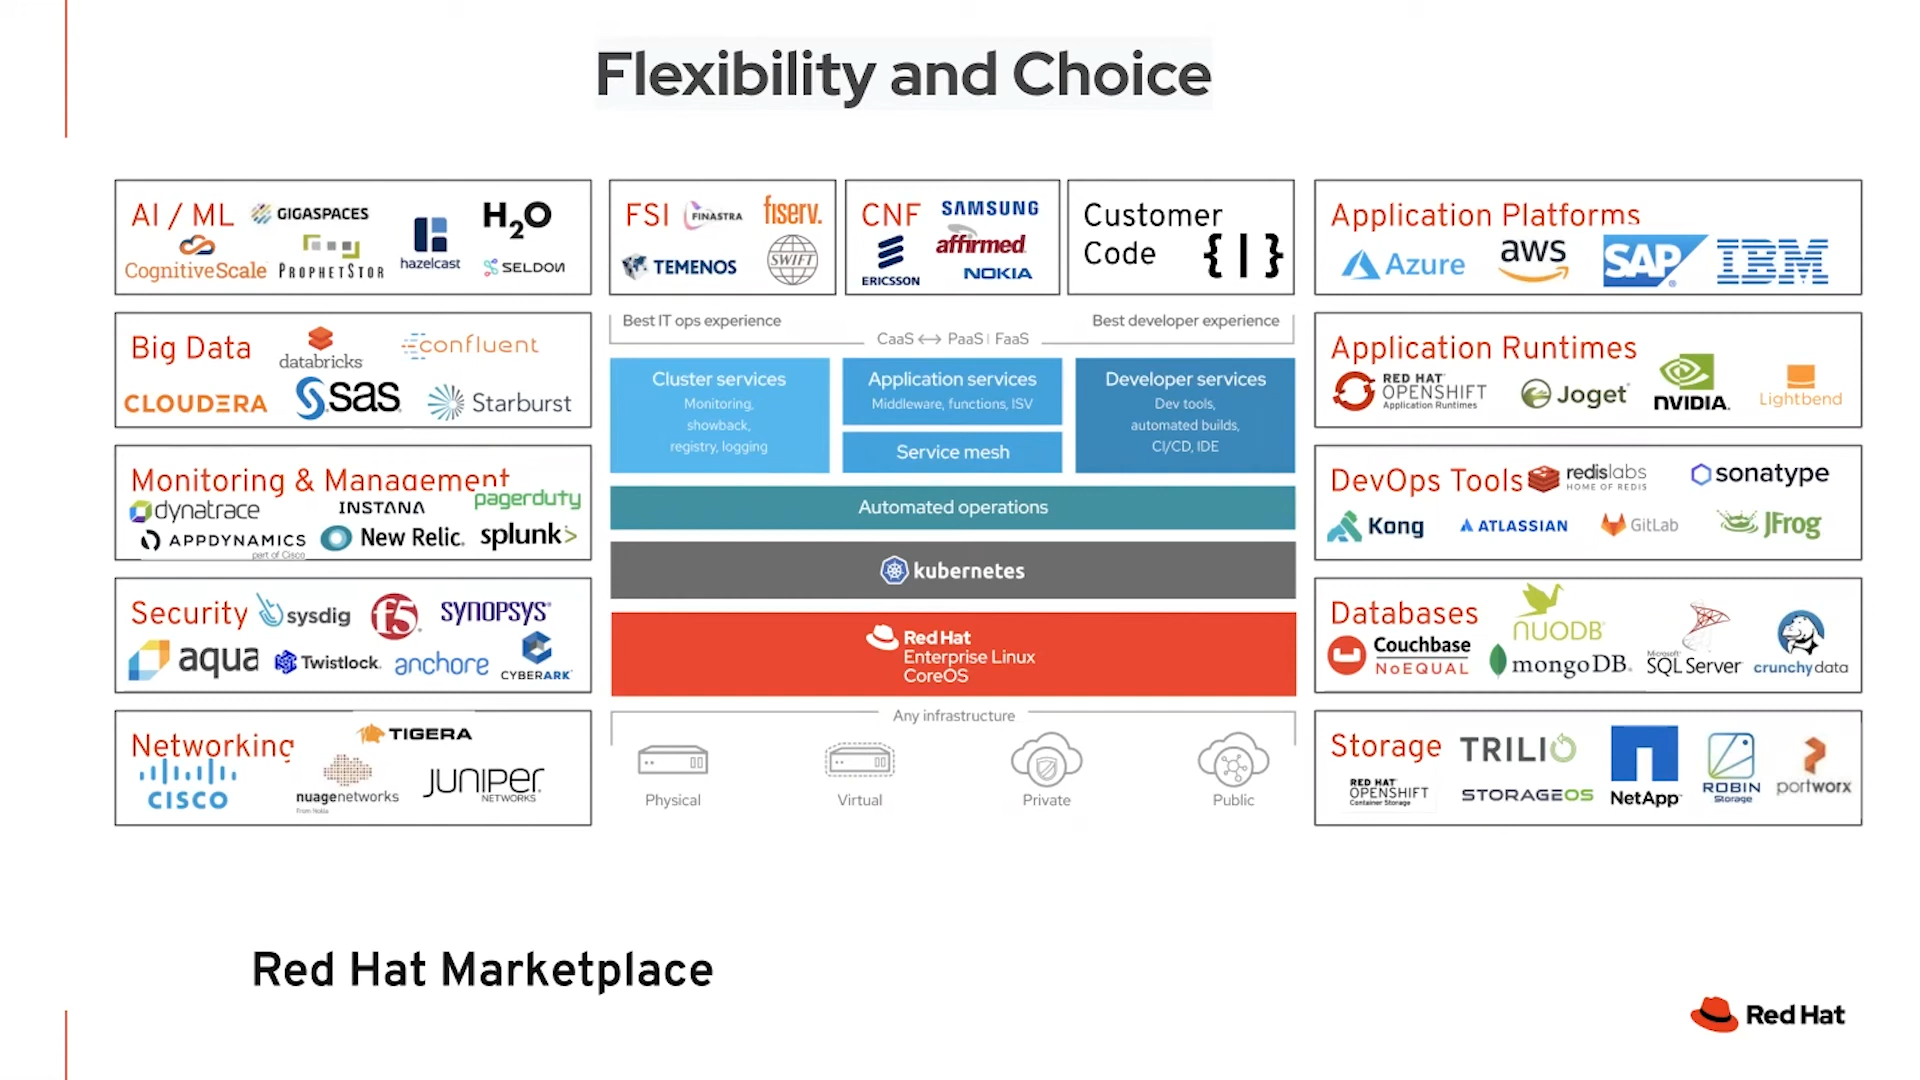 Flexibility and Choice
AI / ML
GIGASPACES
H2O
CognitiveScale
PROPHETSTOR
hazelcast
SELDON
FSI
FINASTRA
fiserv.
TEMENOS
SWIFT
CNF
SAMSUNG
affirmed
ERICSSON
NOKIA
Customer
Code
{|}
Application Platforms
Azure
aws
SAP
IBM
Big Data
databricks
confluent
CLOUDERA
sas
Starburst
Best IT ops experience
CaaS ⟷ PaaS | FaaS
Best developer experience
Cluster services
Monitoring,
showback,
registry, logging
Application services
Middleware, functions, ISV
Service mesh
Developer services
Dev tools,
automated builds,
CI/CD, IDE
Automated operations
kubernetes
Red Hat
Enterprise Linux
CoreOS
Any infrastructure
Physical
Virtual
Private
Public
Application Runtimes
RED HAT
OPENSHIFT
Application Runtimes
Joget
NVIDIA.
Lightbend
Monitoring & Management
dynatrace
INSTANA
pagerduty
APPDYNAMICS
part of Cisco
New Relic.
splunk>
DevOps Tools
redislabs
HOME OF REDIS
sonatype
Kong
ATLASSIAN
GitLab
JFrog
Security
sysdig
f5
SYNOPSYS
aqua
Twistlock
anchore
CYBERARK
Databases
NUODB
Couchbase
NoEQUAL
mongoDB.
Microsoft
SQL Server
crunchydata
Networking
TIGERA
CISCO
nuagenetworks
From Nokia
JUNIPER
NETWORKS
Storage
TRILIO
RED HAT
OPENSHIFT
Container Storage
STORAGEOS
NetApp
ROBIN
Storage
portworx
Red Hat Marketplace
Red Hat